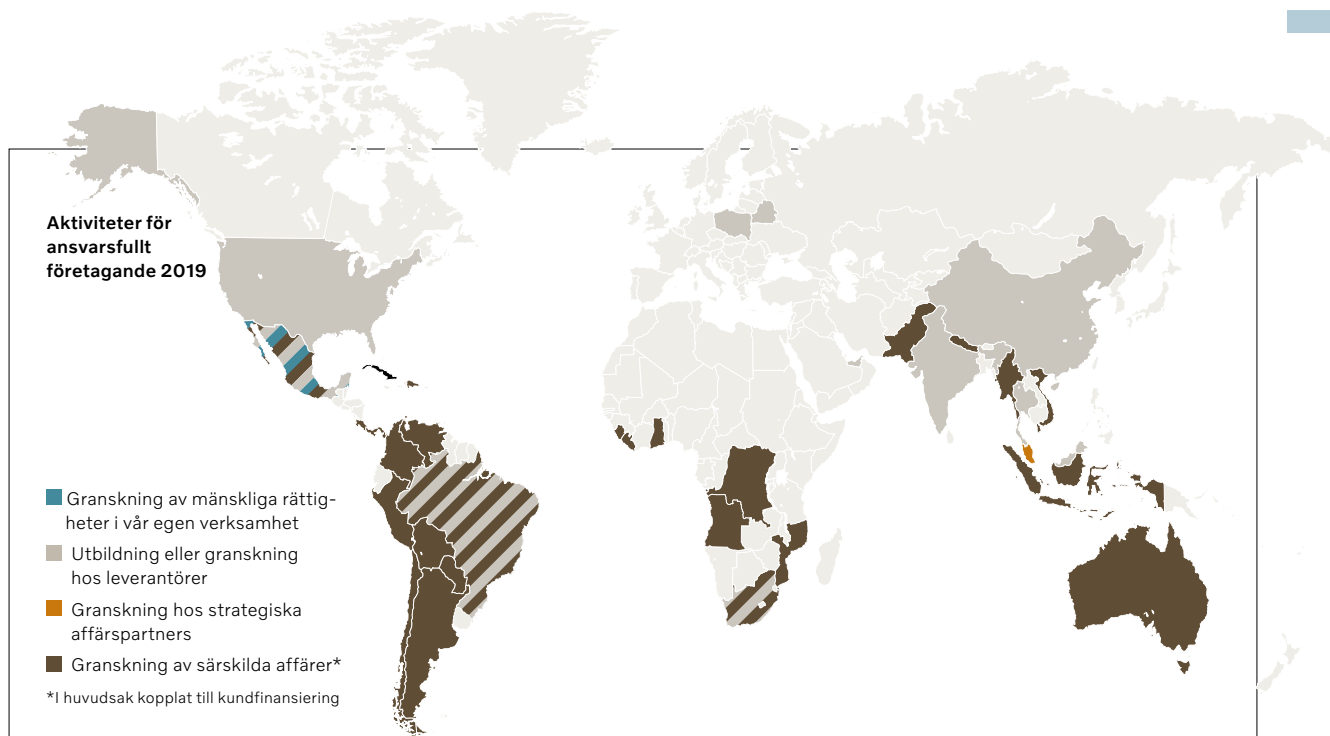 Aktiviteter för
ansvarsfullt
företagande 2019
Granskning av mänskliga rättig-
heter i vår egen verksamhet
Utbildning eller granskning
hos leverantörer
Granskning hos strategiska
affärspartners
Granskning av särskilda affärer*
*I huvudsak kopplat till kundfinansiering